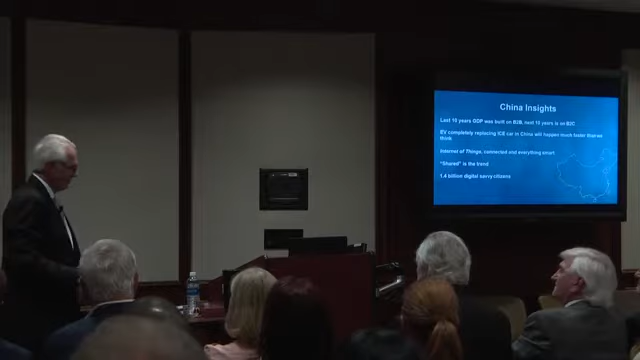 China Insights
Last 10 years GDP was built on B2B, next 10 years is on B2C
EV completely replacing ICE car in China will happen much faster than we
think
Internet of Things, connected and everything smart
"Shared" is the trend
1.4 billion digital savvy citizens